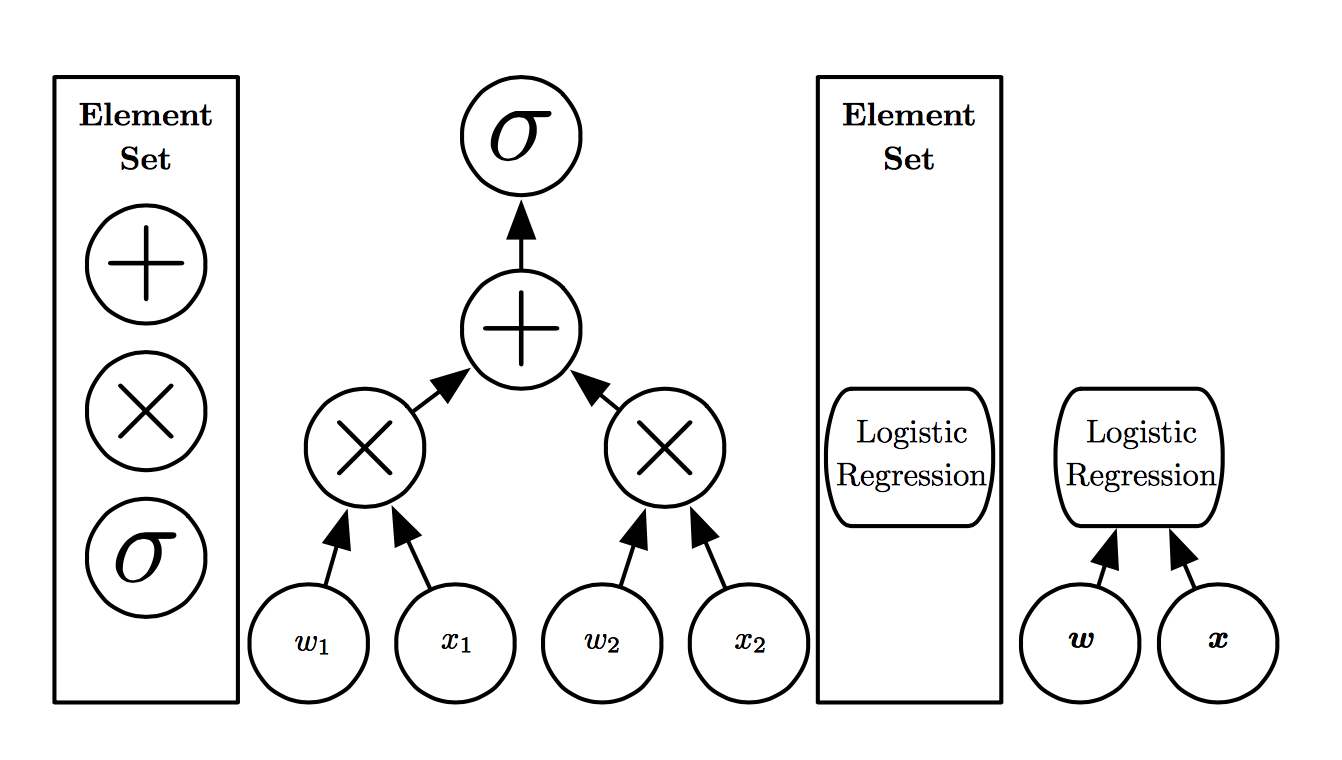 Element
Set
+
×
σ
σ
+
×
×
w₁
x₁
w₂
x₂
Element
Set
Logistic
Regression
Logistic
Regression
w
x